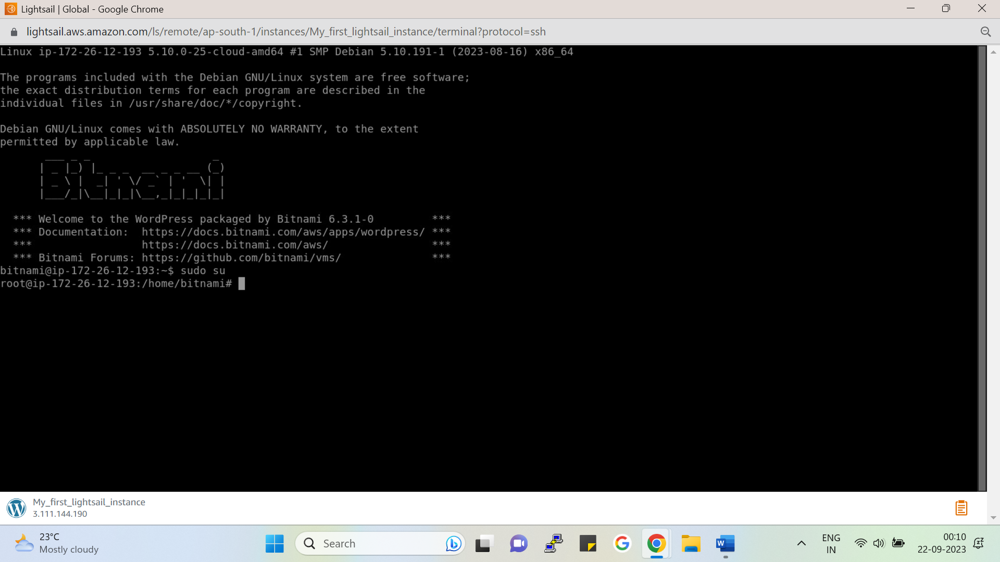 Lightsail | Global - Google Chrome
lightsail.aws.amazon.com/ls/remote/ap-south-1/instances/My_first_lightsail_instance/terminal?protocol=ssh
Linux ip-172-26-12-193 5.10.0-25-cloud-amd64 #1 SMP Debian 5.10.191-1 (2023-08-16) x86_64
The programs included with the Debian GNU/Linux system are free software;
the exact distribution terms for each program are described in the
individual files in /usr/share/doc/*/copyright.
Debian GNU/Linux comes with ABSOLUTELY NO WARRANTY, to the extent
permitted by applicable law.
Bitnami
*** Welcome to the WordPress packaged by Bitnami 6.3.1-0 ***
*** Documentation: https://docs.bitnami.com/aws/apps/wordpress/ ***
*** https://docs.bitnami.com/aws/ ***
*** Bitnami Forums: https://github.com/bitnami/vms/ ***
bitnami@ip-172-26-12-193:~$ sudo su
root@ip-172-26-12-193:/home/bitnami#
My_first_lightsail_instance
3.111.144.190
23°C
Mostly cloudy
Search
ENG
IN
00:10
22-09-2023